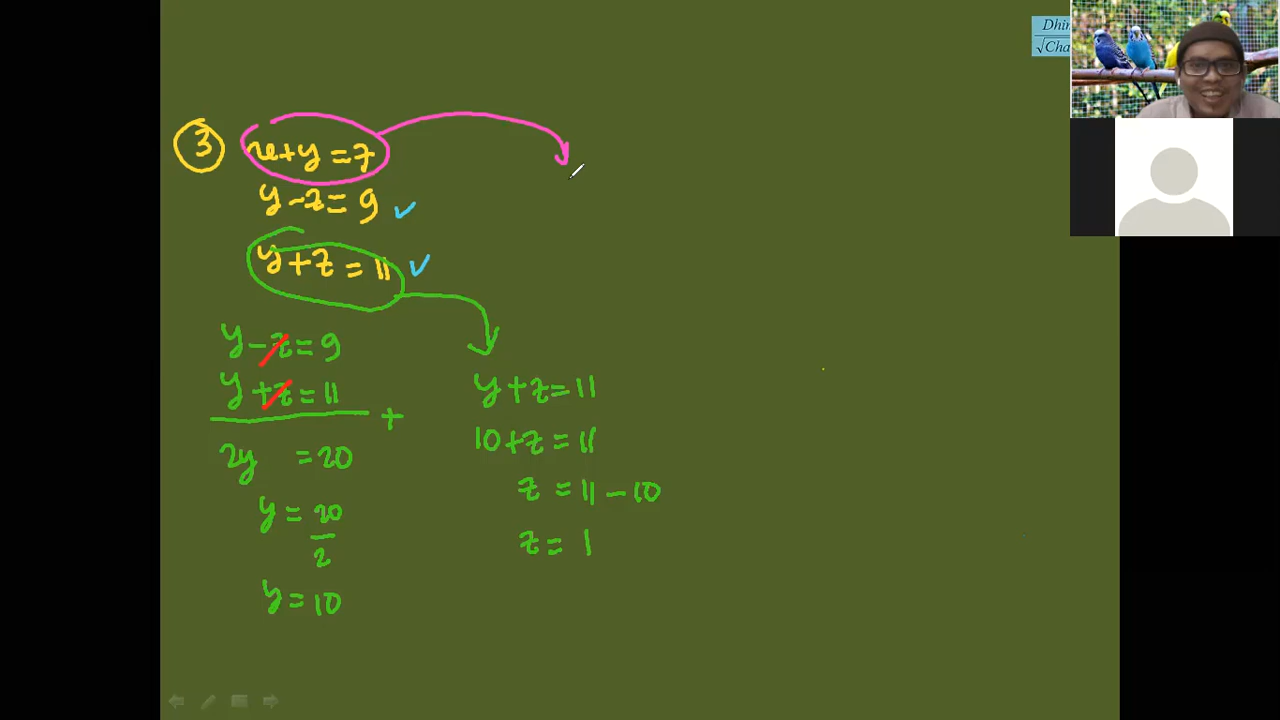 3 x+y=7
y-z=9 ✓
y+z=11 ✓
y-z=9
y+z=11
+
2y =20
y=20/2
y=10
y+z=11
10+z=11
z=11-10
z=1